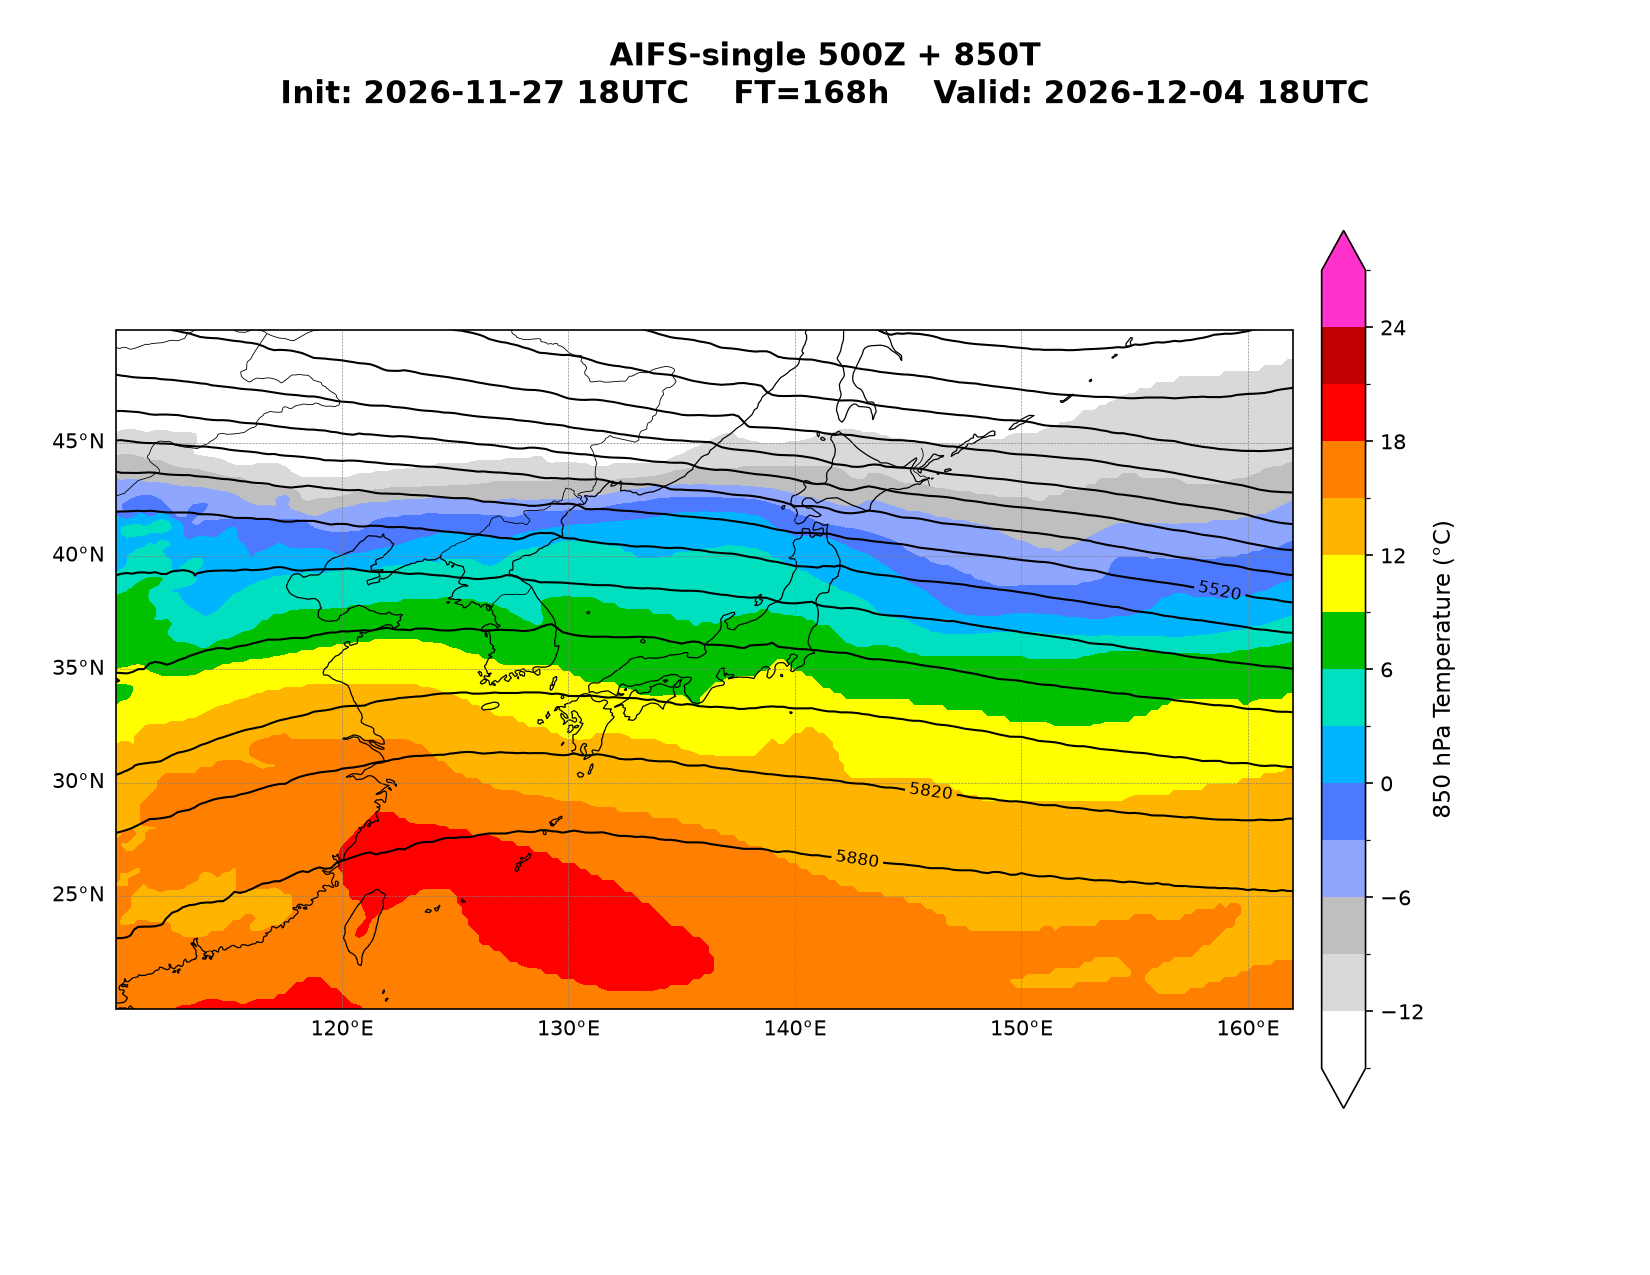 AIFS-single 500Z + 850T
Init: 2026-11-27 18UTC    FT=168h    Valid: 2026-12-04 18UTC
45°N
40°N
35°N
30°N
25°N
120°E
130°E
140°E
150°E
160°E
5520
5820
5880
24
18
12
6
0
−6
−12
850 hPa Temperature (°C)